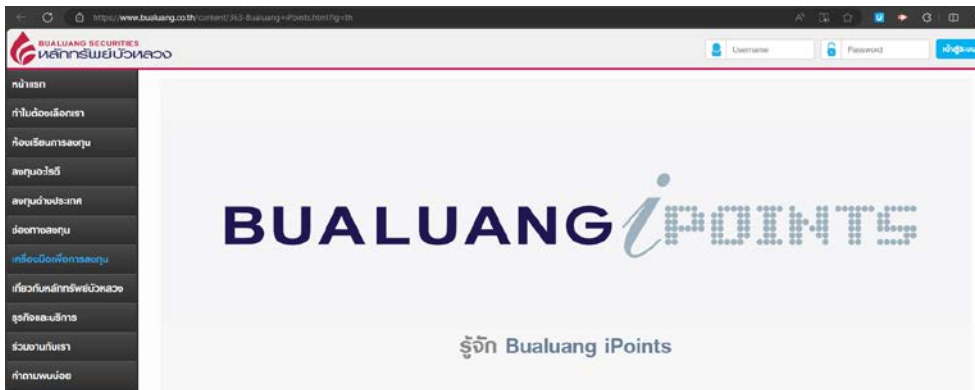 https://www.bualuang.co.th/content/363-Bualuang+iPoints.html?lg=th
BUALUANG SECURITIES
หลักทรัพย์บัวหลวง
Username
Password
เข้าสู่ระบบ
หน้าแรก
ทำไมต้องเลือกเรา
ห้องเรียนการลงทุน
ลงทุนอะไรดี
ลงทุนต่างประเทศ
ช่องทางลงทุน
เครื่องมือเพื่อการลงทุน
เกี่ยวกับหลักทรัพย์บัวหลวง
ธุรกิจและบริการ
ร่วมงานกับเรา
คำถามพบบ่อย
BUALUANG iPOINTS
รู้จัก Bualuang iPoints